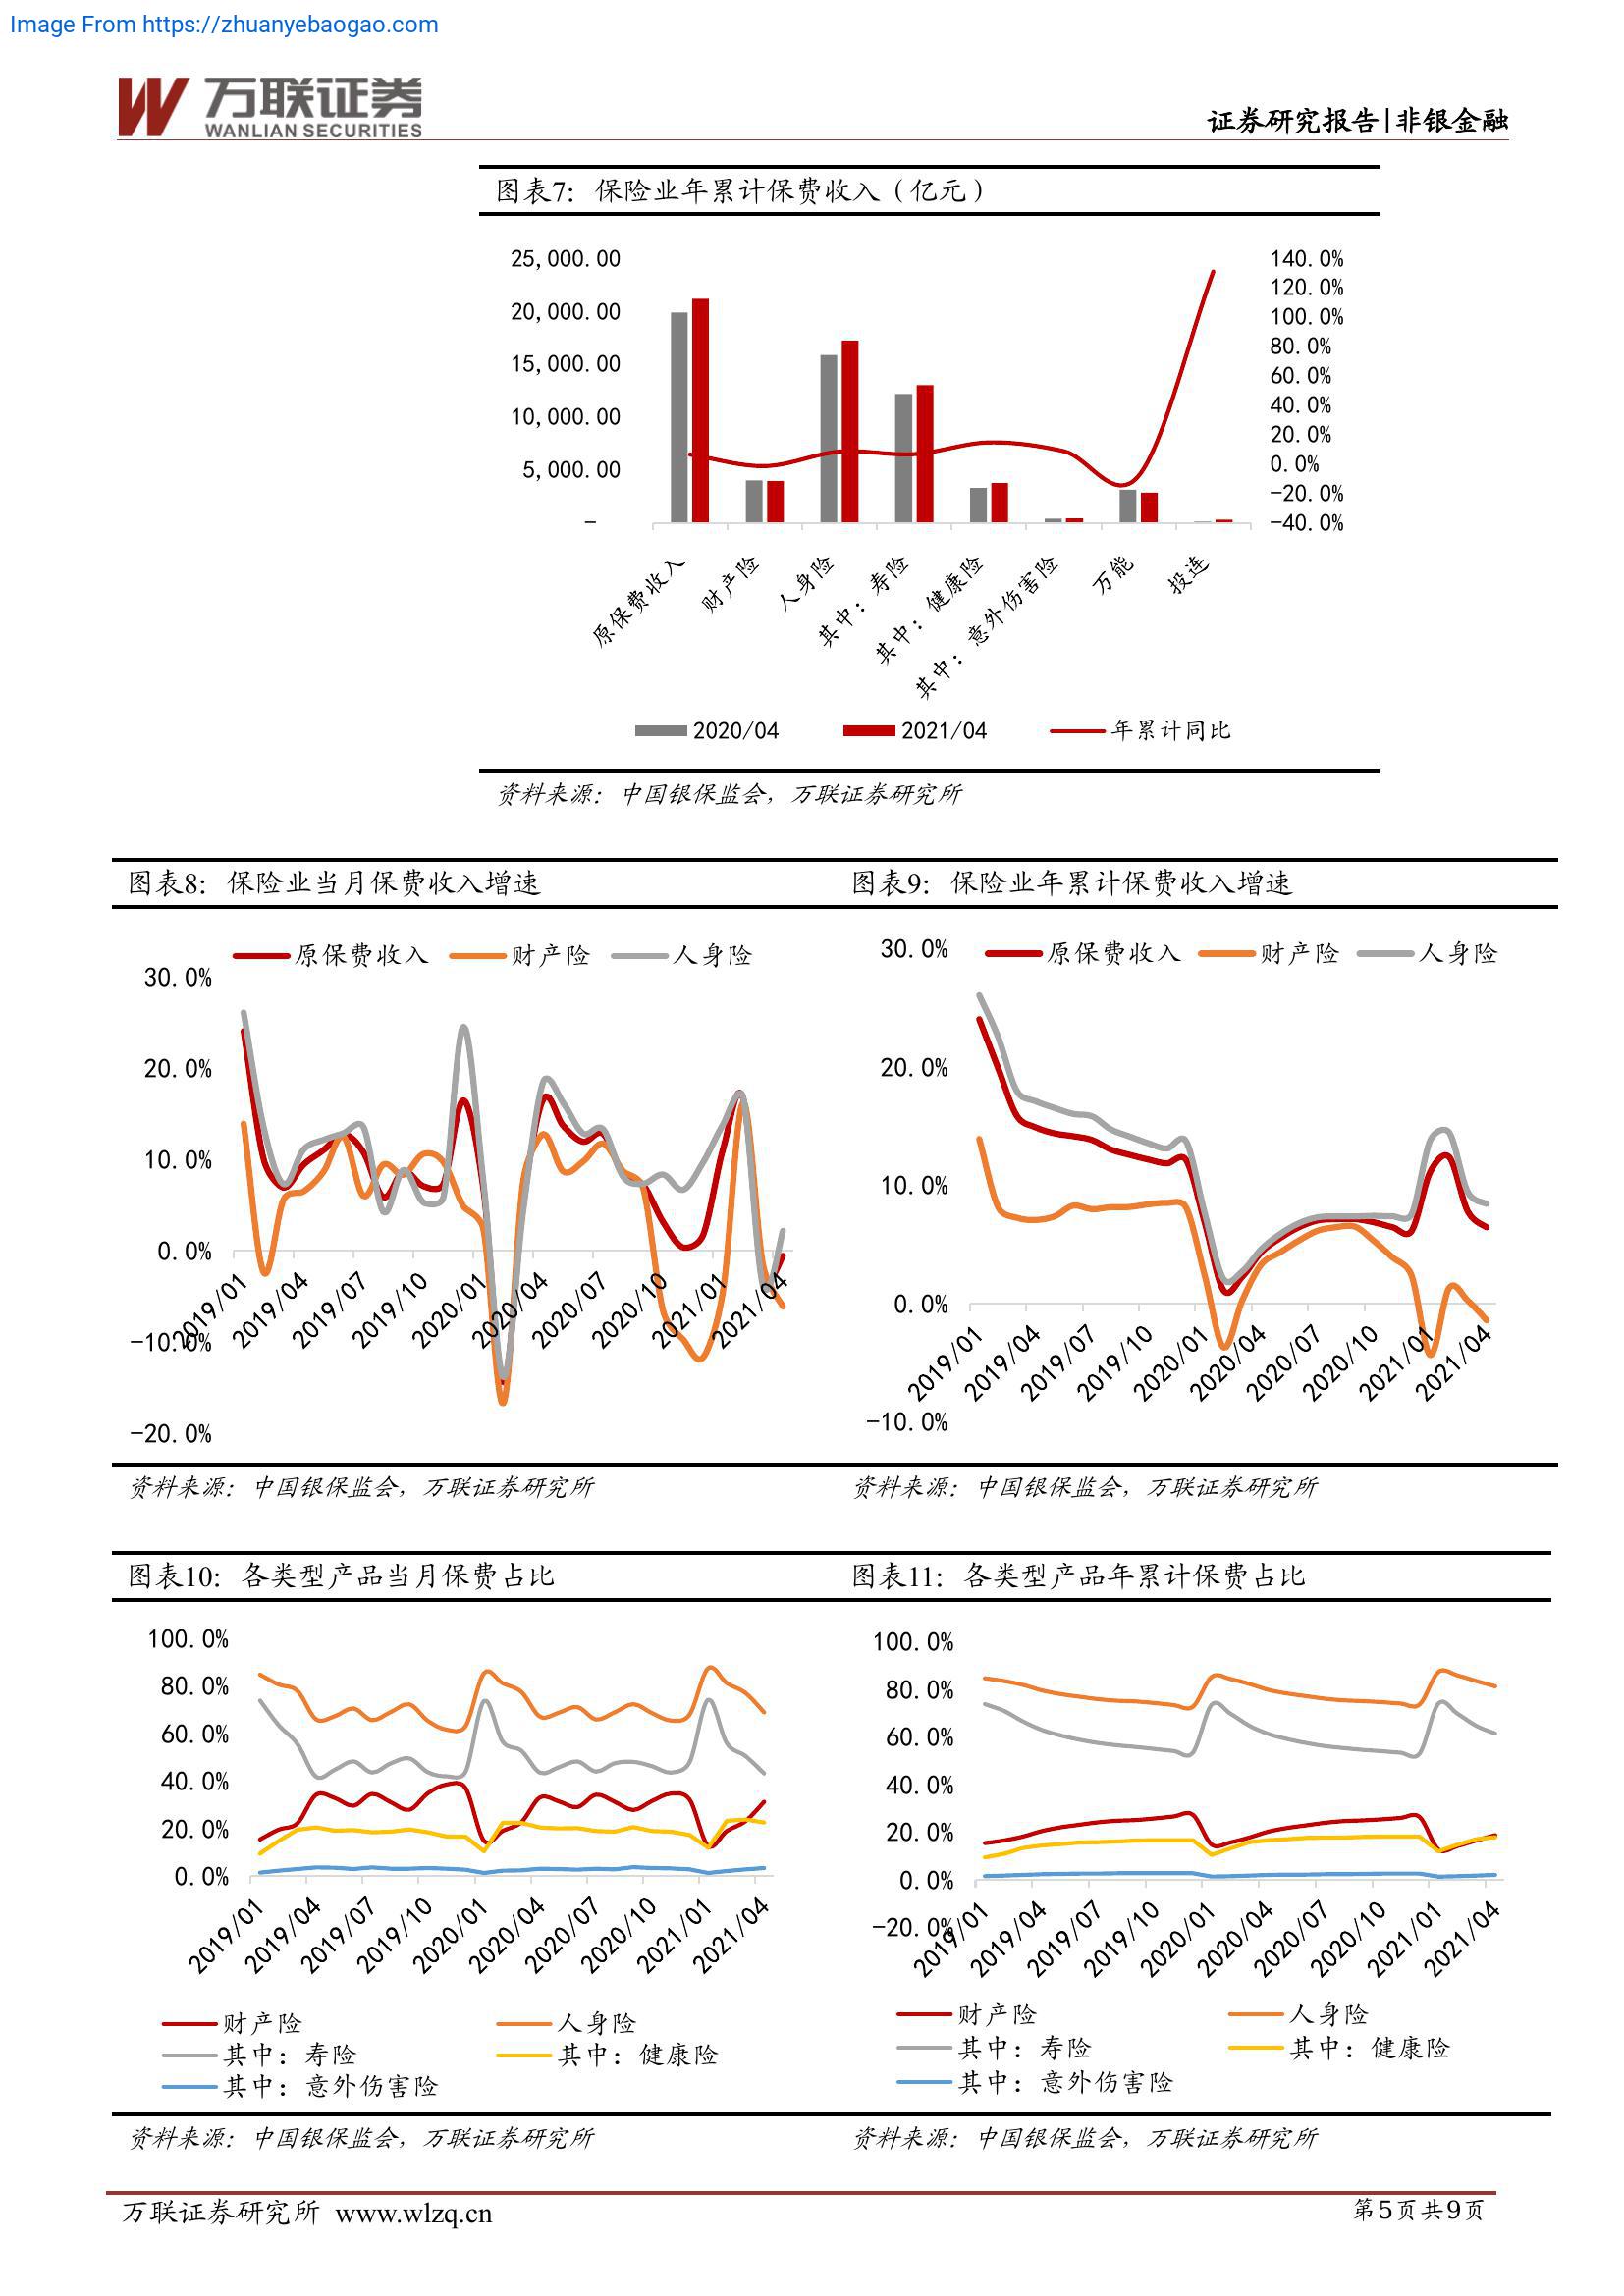 Image From https://zhuanyebaogao.com
万联证券
WANLIAN SECURITIES
证券研究报告|非银金融
图表7：保险业年累计保费收入（亿元）
25,000.00
20,000.00
15,000.00
10,000.00
5,000.00
-
140.0%
120.0%
100.0%
80.0%
60.0%
40.0%
20.0%
0.0%
-20.0%
-40.0%
原保费收入
财产险
人身险
其中：寿险
其中：健康险
其中：意外伤害险
万能
投连
2020/04 2021/04 年累计同比
资料来源：中国银保监会，万联证券研究所
图表8：保险业当月保费收入增速
原保费收入 财产险 人身险
30.0%
20.0%
10.0%
0.0%
-10.0%
-20.0%
2019/01
2019/04
2019/07
2019/10
2020/01
2020/04
2020/07
2020/10
2021/01
2021/04
资料来源：中国银保监会，万联证券研究所
图表9：保险业年累计保费收入增速
原保费收入 财产险 人身险
30.0%
20.0%
10.0%
0.0%
-10.0%
2019/01
2019/04
2019/07
2019/10
2020/01
2020/04
2020/07
2020/10
2021/01
2021/04
资料来源：中国银保监会，万联证券研究所
图表10：各类型产品当月保费占比
100.0%
80.0%
60.0%
40.0%
20.0%
0.0%
2019/01
2019/04
2019/07
2019/10
2020/01
2020/04
2020/07
2020/10
2021/01
2021/04
财产险 人身险
其中：寿险 其中：健康险
其中：意外伤害险
资料来源：中国银保监会，万联证券研究所
图表11：各类型产品年累计保费占比
100.0%
80.0%
60.0%
40.0%
20.0%
0.0%
-20.0%
2019/01
2019/04
2019/07
2019/10
2020/01
2020/04
2020/07
2020/10
2021/01
2021/04
财产险 人身险
其中：寿险 其中：健康险
其中：意外伤害险
资料来源：中国银保监会，万联证券研究所
万联证券研究所 www.wlzq.cn
第5页共9页